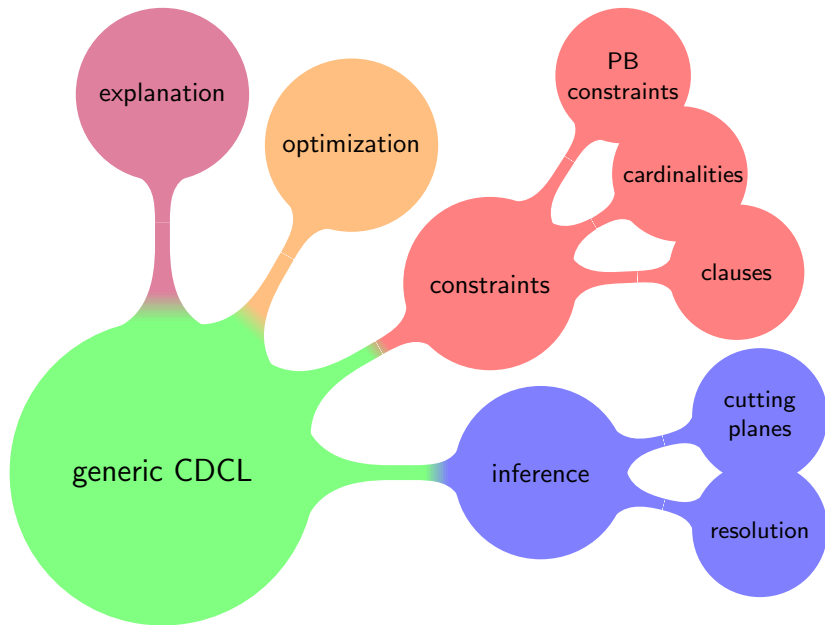 explanation
optimization
PB
constraints
cardinalities
clauses
constraints
generic CDCL
inference
cutting
planes
resolution